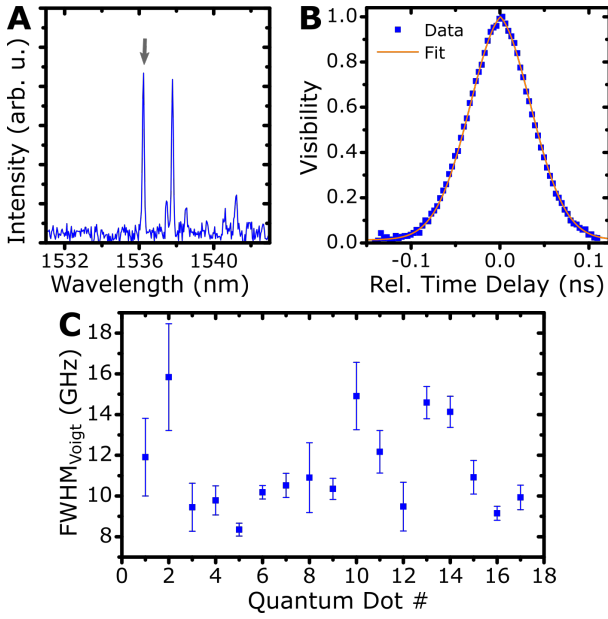 A
Intensity (arb. u.)
1532 1536 1540
Wavelength (nm)
B
Visibility
1.0
0.8
0.6
0.4
0.2
0.0
Data
Fit
-0.1 0.0 0.1
Rel. Time Delay (ns)
C
FWHM_Voigt (GHz)
18
16
14
12
10
8
0 2 4 6 8 10 12 14 16 18
Quantum Dot #